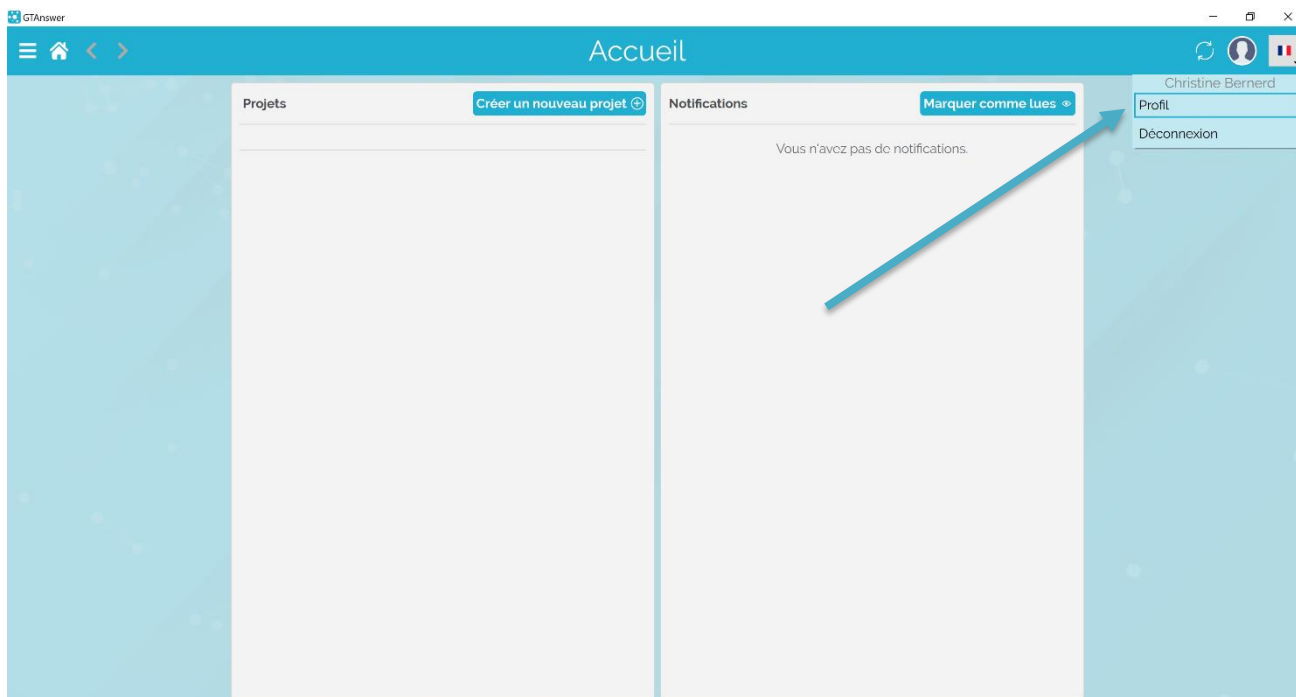 GTAnswer
Accueil
Christine Bernerd
Profil
Déconnexion
Projets
Créer un nouveau projet
Notifications
Marquer comme lues
Vous n'avez pas de notifications.